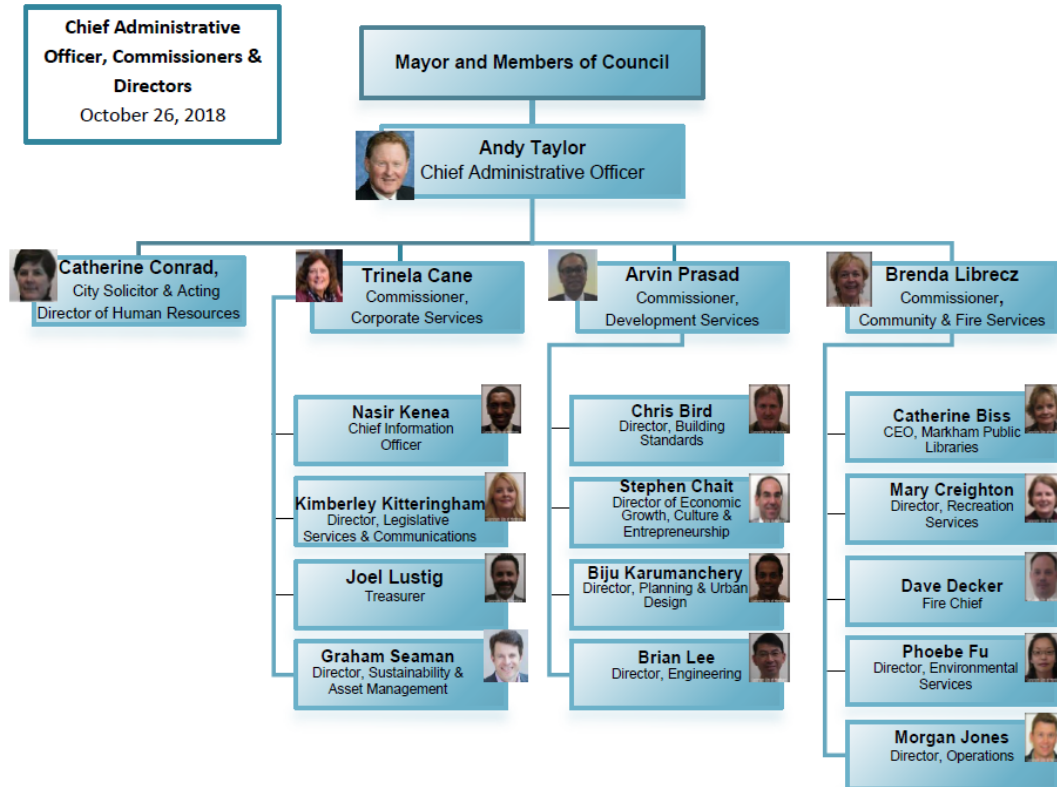 Chief Administrative
Officer, Commissioners &
Directors
October 26, 2018
Mayor and Members of Council
Andy Taylor
Chief Administrative Officer
Catherine Conrad,
City Solicitor & Acting
Director of Human Resources
Trinela Cane
Commissioner,
Corporate Services
Arvin Prasad
Commissioner,
Development Services
Brenda Librecz
Commissioner,
Community & Fire Services
Nasir Kenea
Chief Information
Officer
Kimberley Kitteringham
Director, Legislative
Services & Communications
Joel Lustig
Treasurer
Graham Seaman
Director, Sustainability &
Asset Management
Chris Bird
Director, Building
Standards
Stephen Chait
Director of Economic
Growth, Culture &
Entrepreneurship
Biju Karumanchery
Director, Planning & Urban
Design
Brian Lee
Director, Engineering
Catherine Biss
CEO, Markham Public
Libraries
Mary Creighton
Director, Recreation
Services
Dave Decker
Fire Chief
Phoebe Fu
Director, Environmental
Services
Morgan Jones
Director, Operations